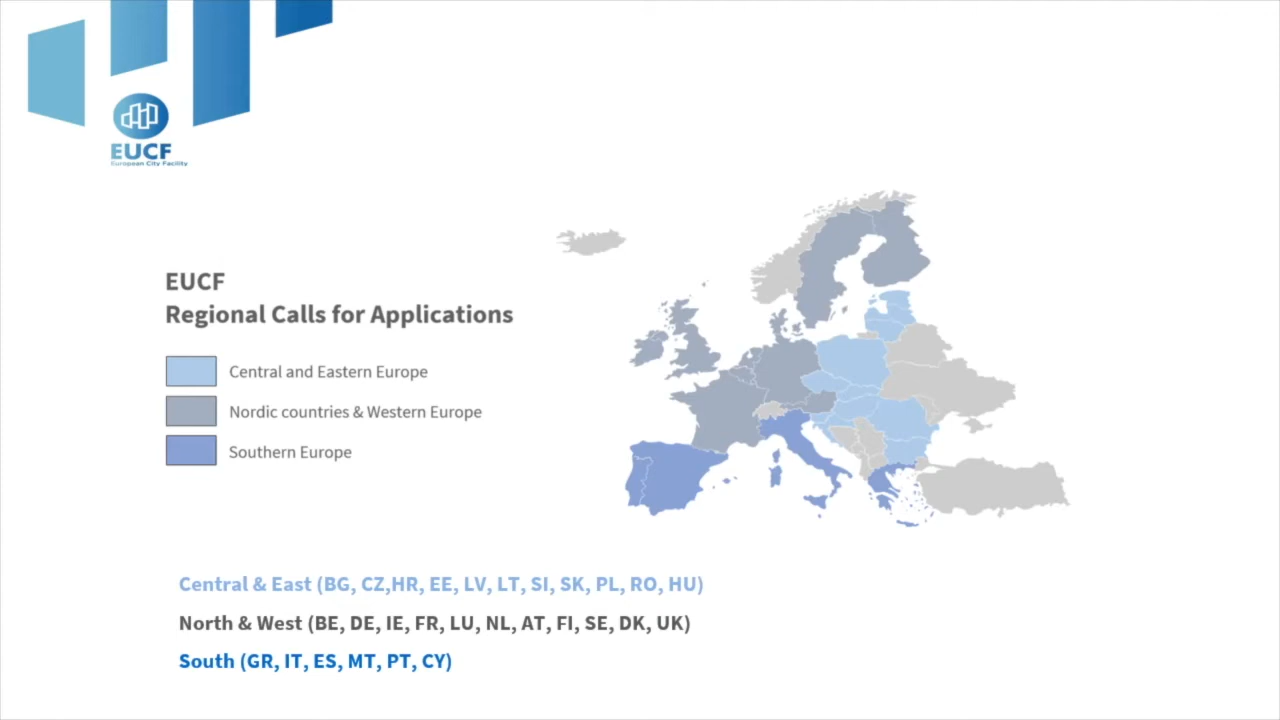 EUCF
European City Facility
EUCF
Regional Calls for Applications
Central and Eastern Europe
Nordic countries & Western Europe
Southern Europe
Central & East (BG, CZ,HR, EE, LV, LT, SI, SK, PL, RO, HU)
North & West (BE, DE, IE, FR, LU, NL, AT, FI, SE, DK, UK)
South (GR, IT, ES, MT, PT, CY)